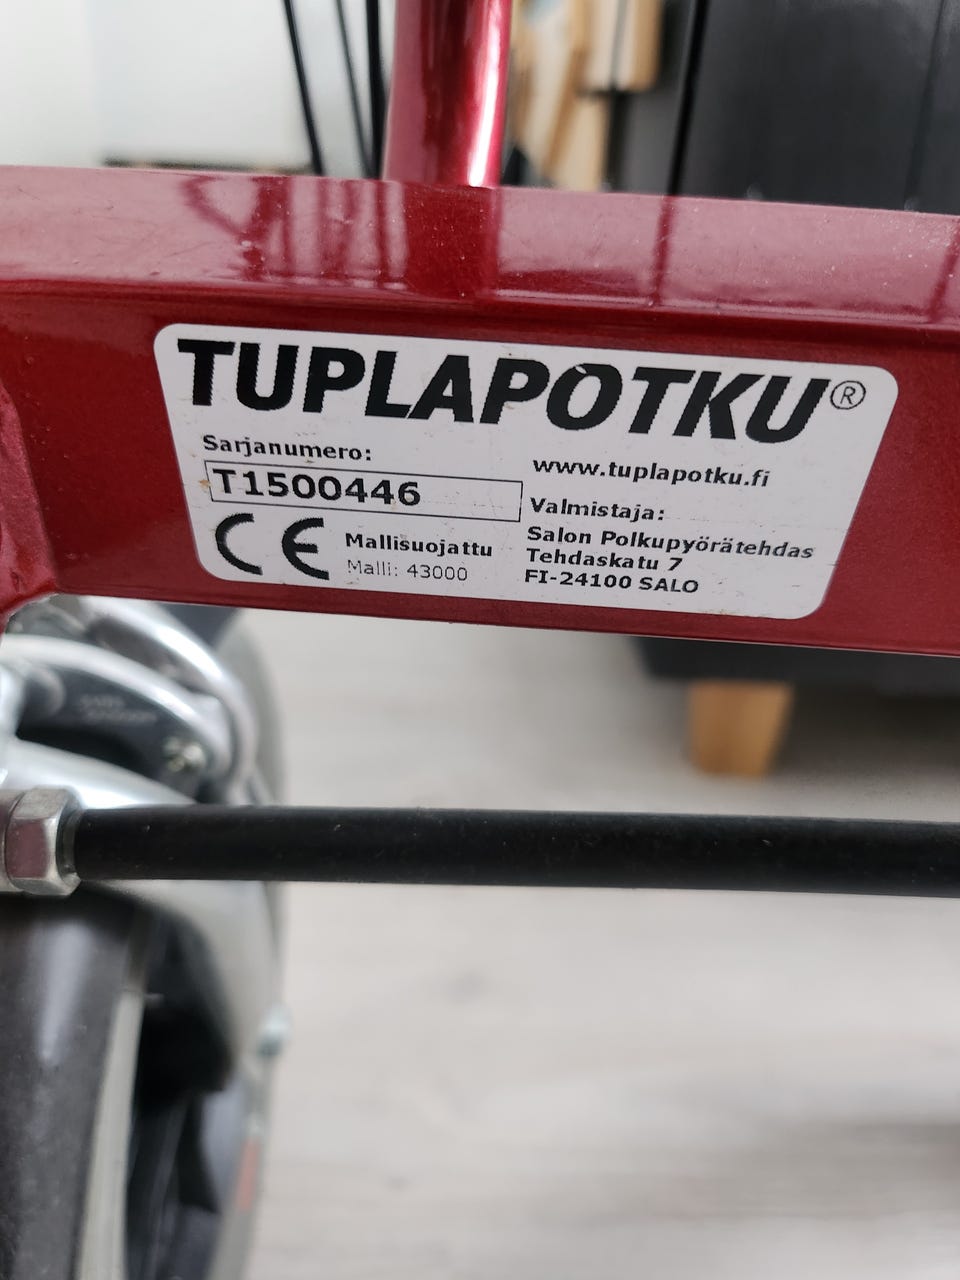 TUPLAPOTKU®
Sarjanumero:
T1500446
CE
Mallisuojattu
Malli: 43000
www.tuplapotku.fi
Valmistaja:
Salon Polkupyörätehdas
Tehdaskatu 7
FI-24100 SALO